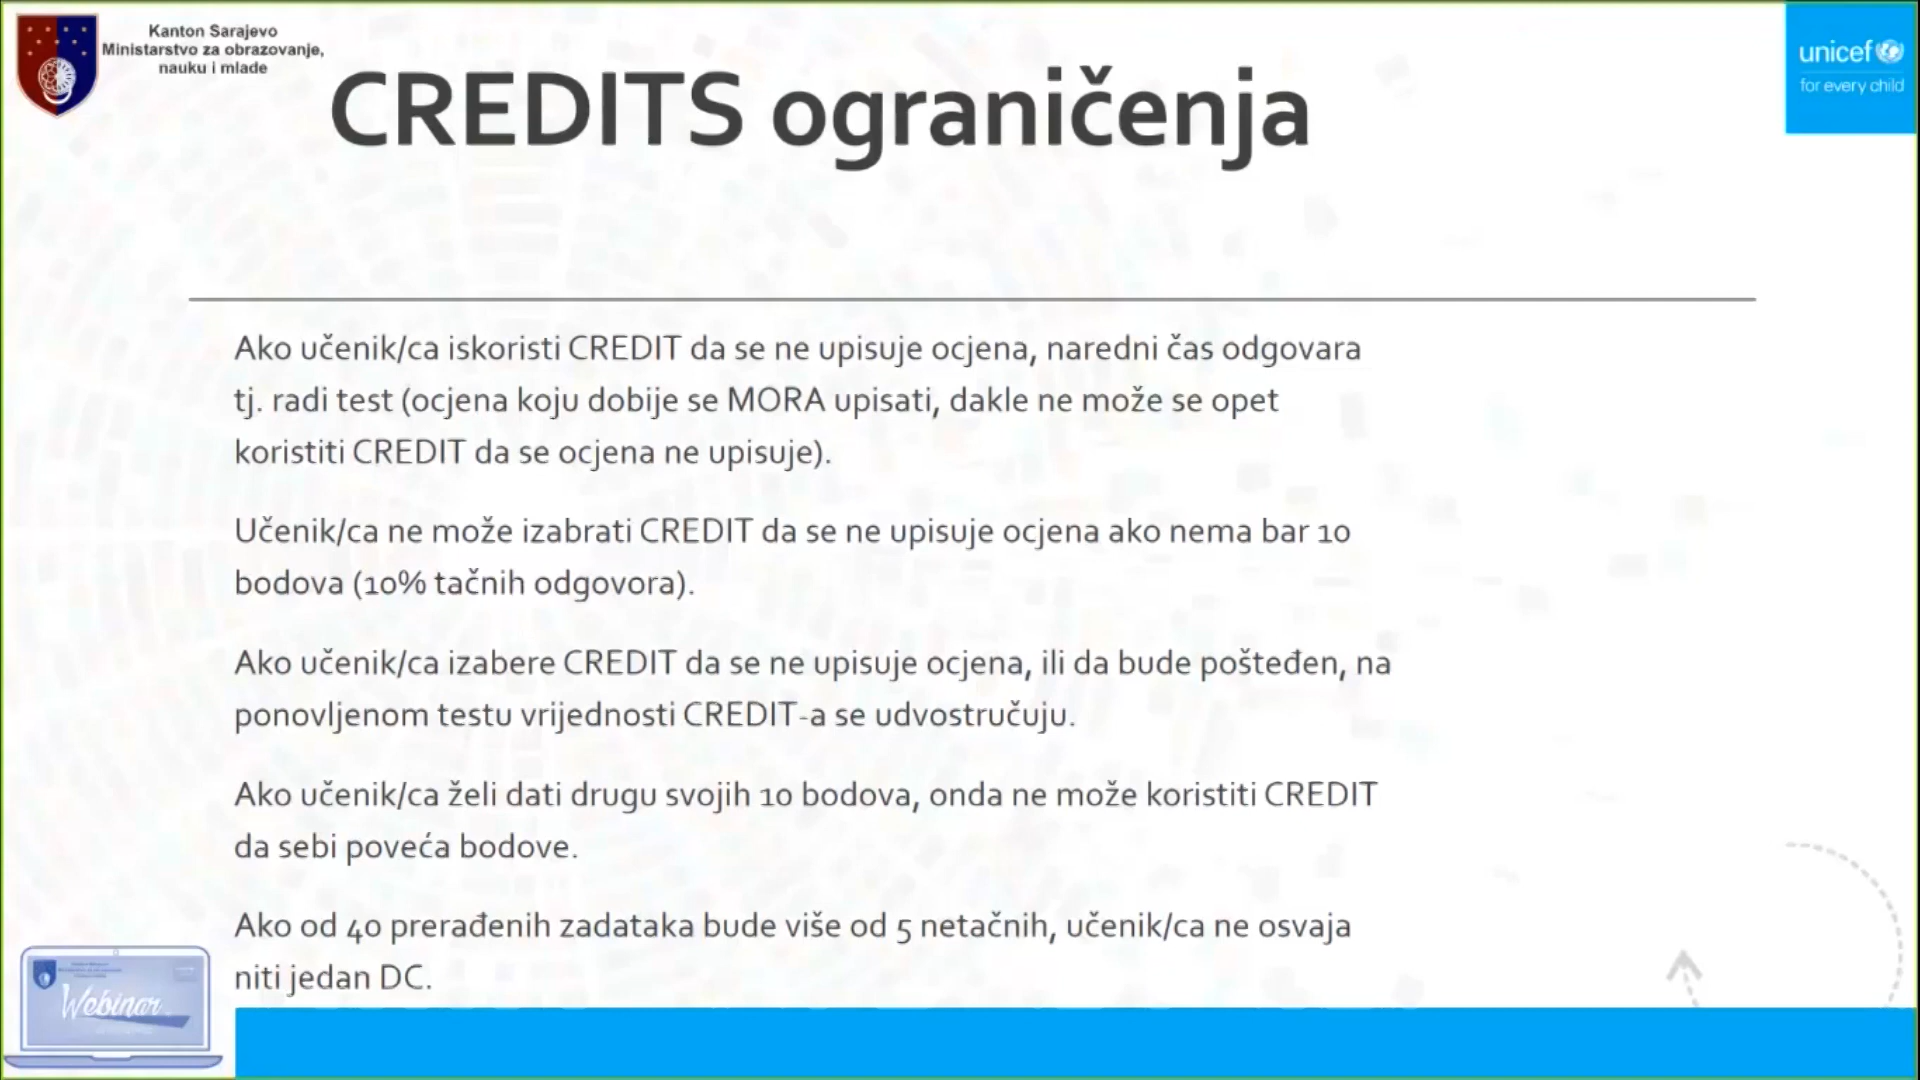 Kanton Sarajevo
Ministarstvo za obrazovanje,
nauku i mlade
unicef
for every child
CREDITS ograničenja
Ako učenik/ca iskoristi CREDIT da se ne upisuje ocjena, naredni čas odgovara
tj. radi test (ocjena koju dobije se MORA upisati, dakle ne može se opet
koristiti CREDIT da se ocjena ne upisuje).
Učenik/ca ne može izabrati CREDIT da se ne upisuje ocjena ako nema bar 10
bodova (10% tačnih odgovora).
Ako učenik/ca izabere CREDIT da se ne upisuje ocjena, ili da bude pošteđen, na
ponovljenom testu vrijednosti CREDIT-a se udvostručuju.
Ako učenik/ca želi dati drugu svojih 10 bodova, onda ne može koristiti CREDIT
da sebi poveća bodove.
Ako od 40 prerađenih zadataka bude više od 5 netačnih, učenik/ca ne osvaja
niti jedan DC.
Webinar